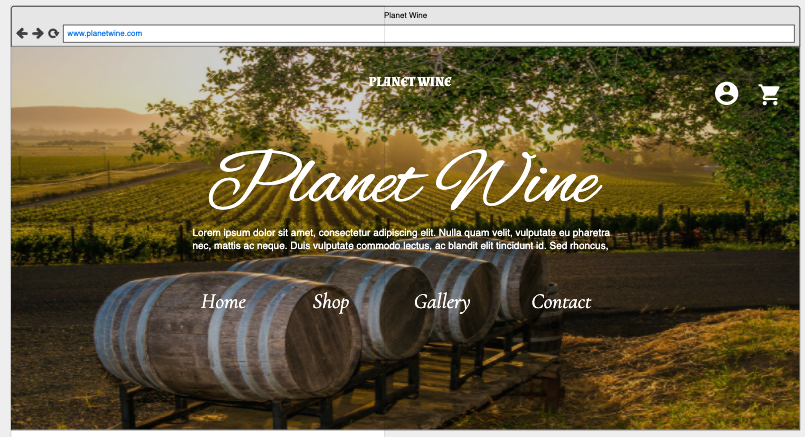 Planet Wine
www.planetwine.com
PLANET WINE
Planet Wine
Lorem ipsum dolor sit amet, consectetur adipiscing elit. Nulla quam velit, vulputate eu pharetra
nec, mattis ac neque. Duis vulputate commodo lectus, ac blandit elit tincidunt id. Sed rhoncus,
Home Shop Gallery Contact